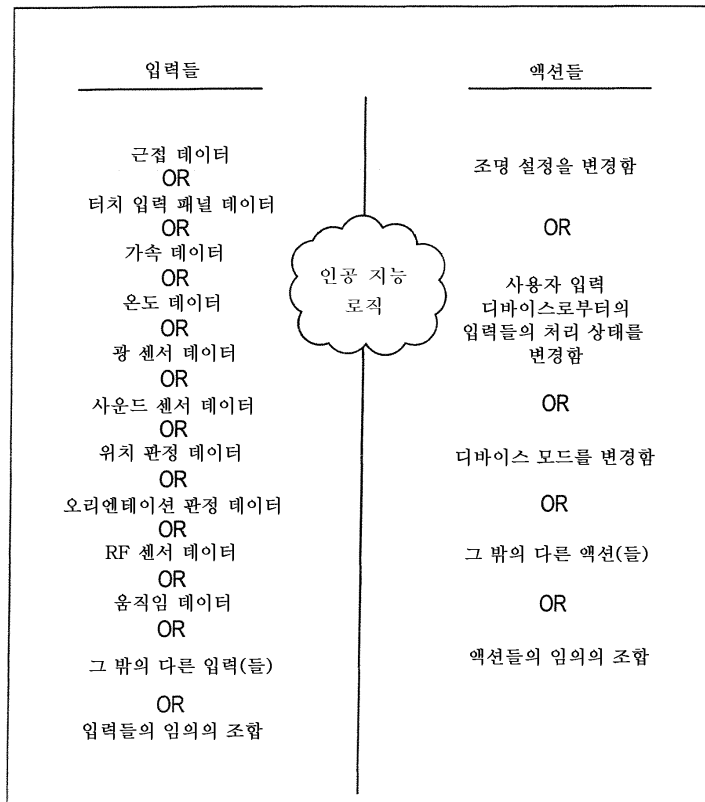 입력들
근접 데이터
OR
터치 입력 패널 데이터
OR
가속 데이터
OR
온도 데이터
OR
광 센서 데이터
OR
사운드 센서 데이터
OR
위치 판정 데이터
OR
오리엔테이션 판정 데이터
OR
RF 센서 데이터
OR
움직임 데이터
OR
그 밖의 다른 입력(들)
OR
입력들의 임의의 조합
인공 지능
로직
액션들
조명 설정을 변경함
OR
사용자 입력
디바이스로부터의
입력들의 처리 상태를
변경함
OR
디바이스 모드를 변경함
OR
그 밖의 다른 액션(들)
OR
액션들의 임의의 조합